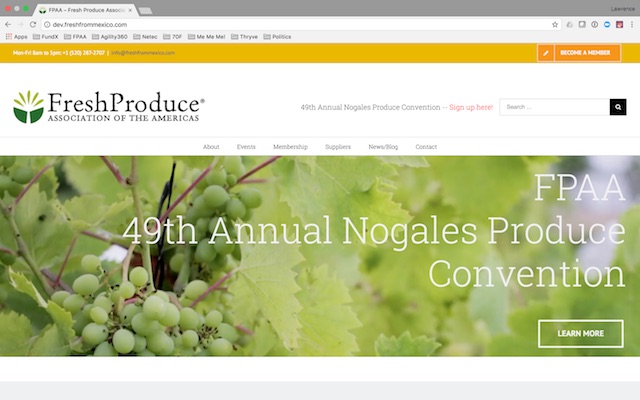 Lawrence
FPAA – Fresh Produce Associa
dev.freshfrommexico.com
Apps FundX FPAA Agility360 Netec 70F Me Me Me! Thryve Politics
Mon-Fri 8am to 5pm: +1 (520) 287-2707 | info@freshfrommexico.com
BECOME A MEMBER
FreshProduce®
ASSOCIATION OF THE AMERICAS
49th Annual Nogales Produce Convention -- Sign up here!
Search ...
About Events Membership Suppliers News/Blog Contact
FPAA
49th Annual Nogales Produce
Convention
LEARN MORE